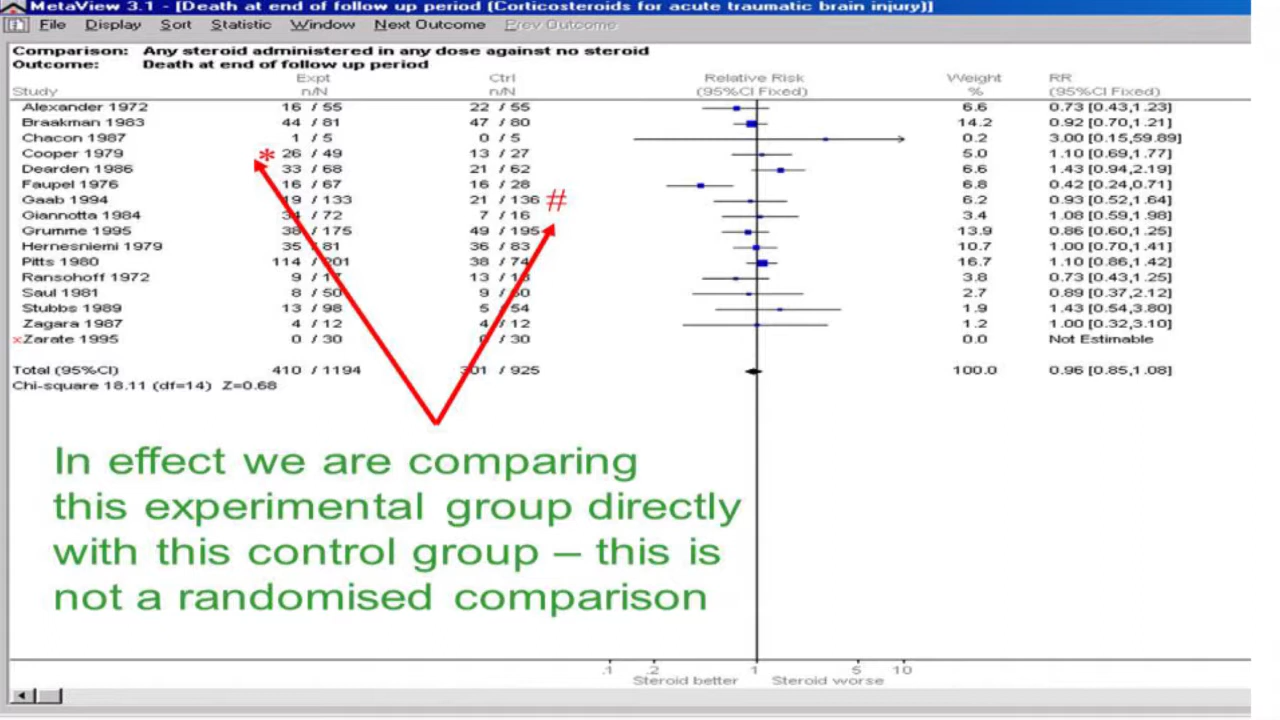 MetaView 3.1 - [Death at end of follow up period (Corticosteroids for acute traumatic brain injury)]
File Display Sort Statistic Window Next Outcome Prev Outcome
Comparison: Any steroid administered in any dose against no steroid
Outcome: Death at end of follow up period
Expt Ctrl Relative Risk Weight RR
Study n/N n/N (95%CI Fixed) % (95%CI Fixed)
Alexander 1972 16 / 55 22 / 55 6.6 0.73 [0.43,1.23]
Braakman 1983 44 / 81 47 / 80 14.2 0.92 [0.70,1.21]
Chacon 1987 1 / 5 0 / 5 0.2 3.00 [0.15,59.89]
Cooper 1979 * 26 / 49 13 / 27 5.0 1.10 [0.69,1.77]
Dearden 1986 33 / 68 21 / 62 6.6 1.43 [0.94,2.19]
Faupel 1976 16 / 67 16 / 28 6.8 0.42 [0.24,0.71]
Gaab 1994 19 / 133 21 / 136 # 6.2 0.93 [0.52,1.64]
Giannotta 1984 34 / 72 7 / 16 3.4 1.08 [0.59,1.98]
Grumme 1995 38 / 175 49 / 195 13.9 0.86 [0.60,1.25]
Hernesniemi 1979 35 / 81 36 / 83 10.7 1.00 [0.70,1.41]
Pitts 1980 114 / 201 38 / 74 16.7 1.10 [0.86,1.42]
Ransohoff 1972 9 / 13 / 3.8 0.73 [0.43,1.25]
Saul 1981 8 / 50 9 / 50 2.7 0.89 [0.37,2.12]
Stubbs 1989 13 / 98 5 / 54 1.9 1.43 [0.54,3.80]
Zagara 1987 4 / 12 4 / 12 1.2 1.00 [0.32,3.10]
xZarate 1995 0 / 30 0 / 30 0.0 Not Estimable
Total (95%CI) 410 / 1194 301 / 925 100.0 0.96 [0.85,1.08]
Chi-square 18.11 (df=14) Z=0.68
In effect we are comparing
this experimental group directly
with this control group – this is
not a randomised comparison
.1 .2 1 5 10
Steroid better Steroid worse